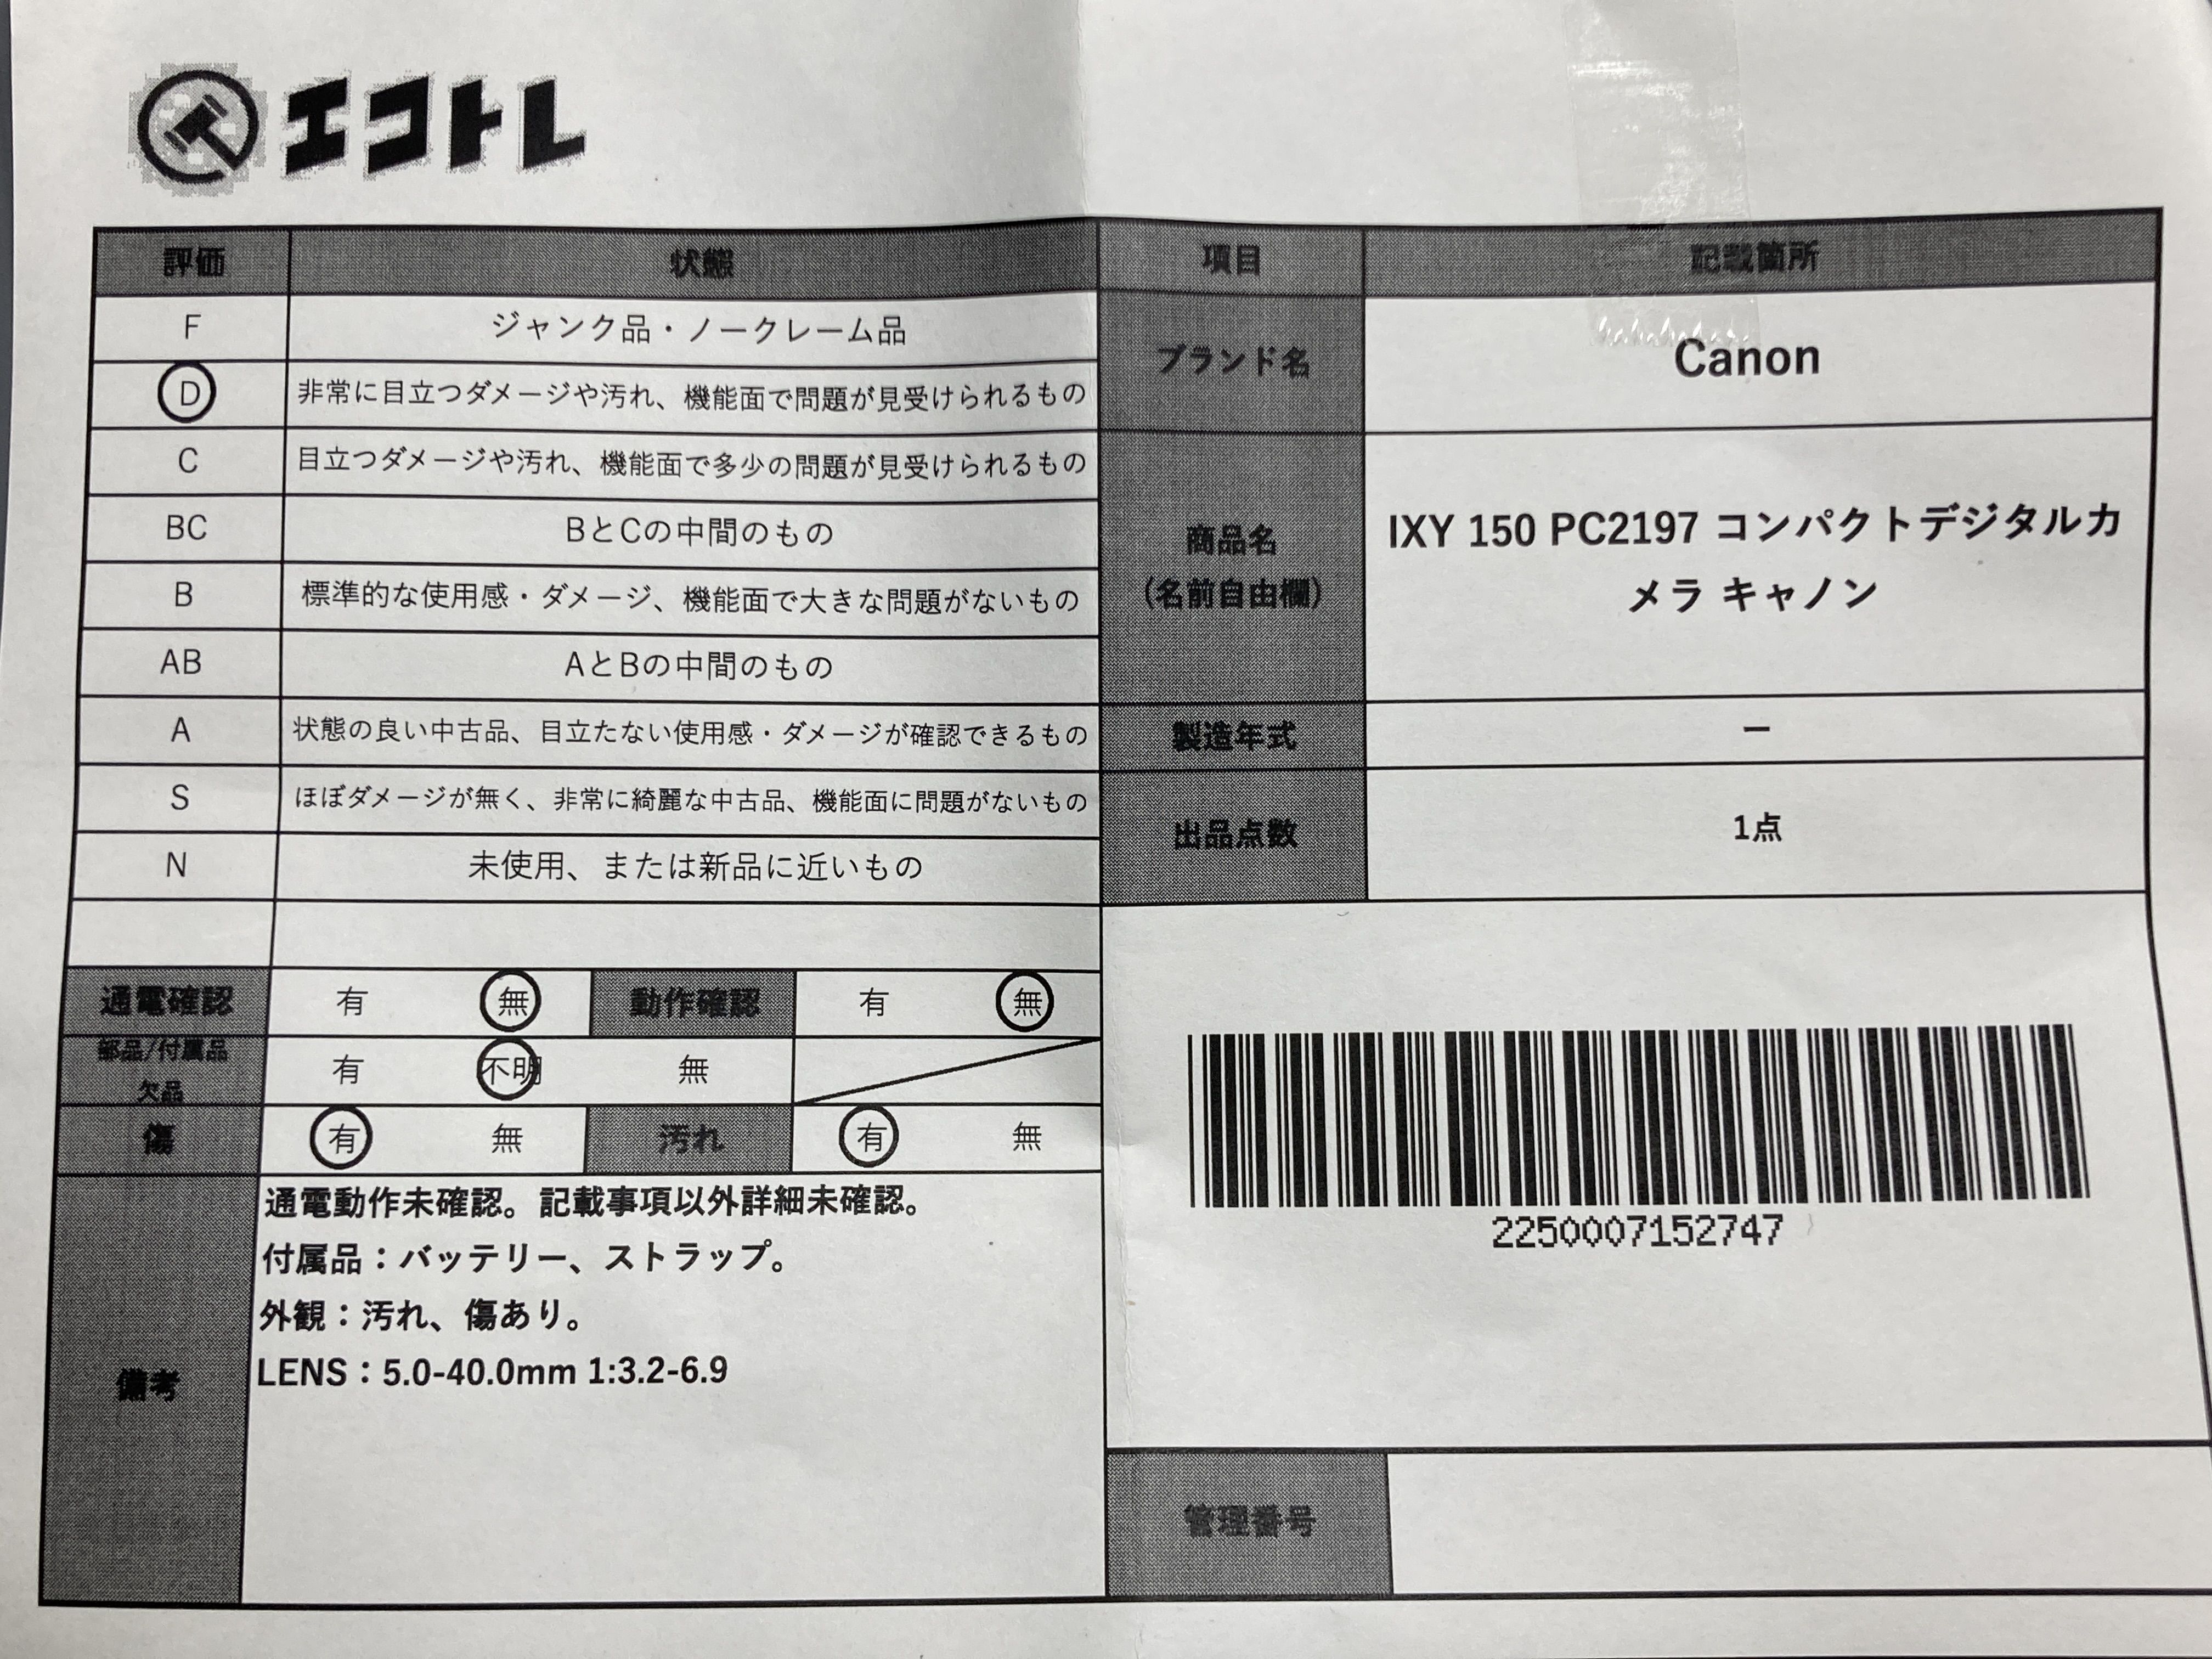 エコトレ
評価 状態
F ジャンク品・ノークレーム品
D 非常に目立つダメージや汚れ、機能面で問題が見受けられるもの
C 目立つダメージや汚れ、機能面で多少の問題が見受けられるもの
BC BとCの中間のもの
B 標準的な使用感・ダメージ、機能面で大きな問題がないもの
AB AとBの中間のもの
A 状態の良い中古品、目立たない使用感・ダメージが確認できるもの
S ほぼダメージが無く、非常に綺麗な中古品、機能面に問題がないもの
N 未使用、または新品に近いもの
通電確認 有 無 動作確認 有 無
部品/付属品
欠品
有 不明 無
傷 有 無 汚れ 有 無
備考
通電動作未確認。記載事項以外詳細未確認。
付属品：バッテリー、ストラップ。
外観：汚れ、傷あり。
LENS：5.0-40.0mm 1:3.2-6.9
項目 記載箇所
ブランド名 Canon
商品名
（名前自由欄）
IXY 150 PC2197 コンパクトデジタルカ
メラ キャノン
製造年式 ー
出品点数 1点
2250007152747
管理番号